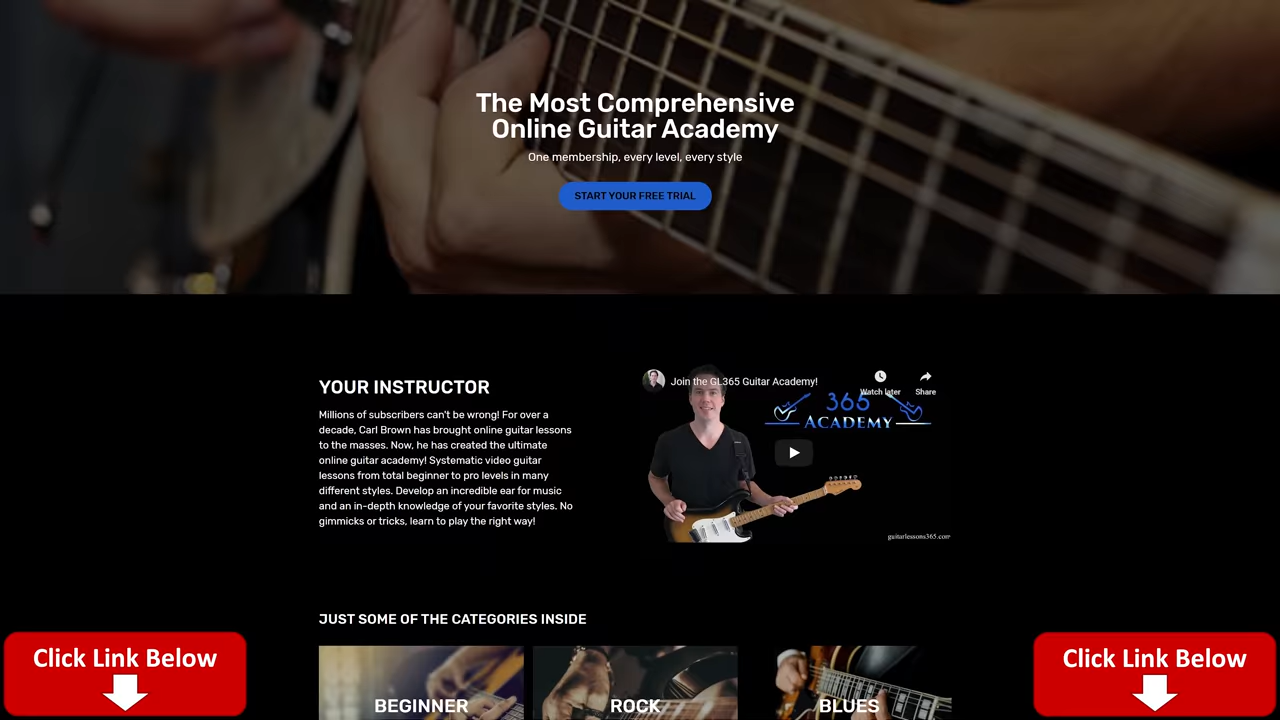 The Most Comprehensive
Online Guitar Academy
One membership, every level, every style
START YOUR FREE TRIAL
YOUR INSTRUCTOR
Millions of subscribers can't be wrong! For over a
decade, Carl Brown has brought online guitar lessons
to the masses. Now, he has created the ultimate
online guitar academy! Systematic video guitar
lessons from total beginner to pro levels in many
different styles. Develop an incredible ear for music
and an in-depth knowledge of your favorite styles. No
gimmicks or tricks, learn to play the right way!
Join the GL365 Guitar Academy!
Watch later
Share
365
ACADEMY
guitarlessons365.com
JUST SOME OF THE CATEGORIES INSIDE
BEGINNER
ROCK
BLUES
Click Link Below
Click Link Below